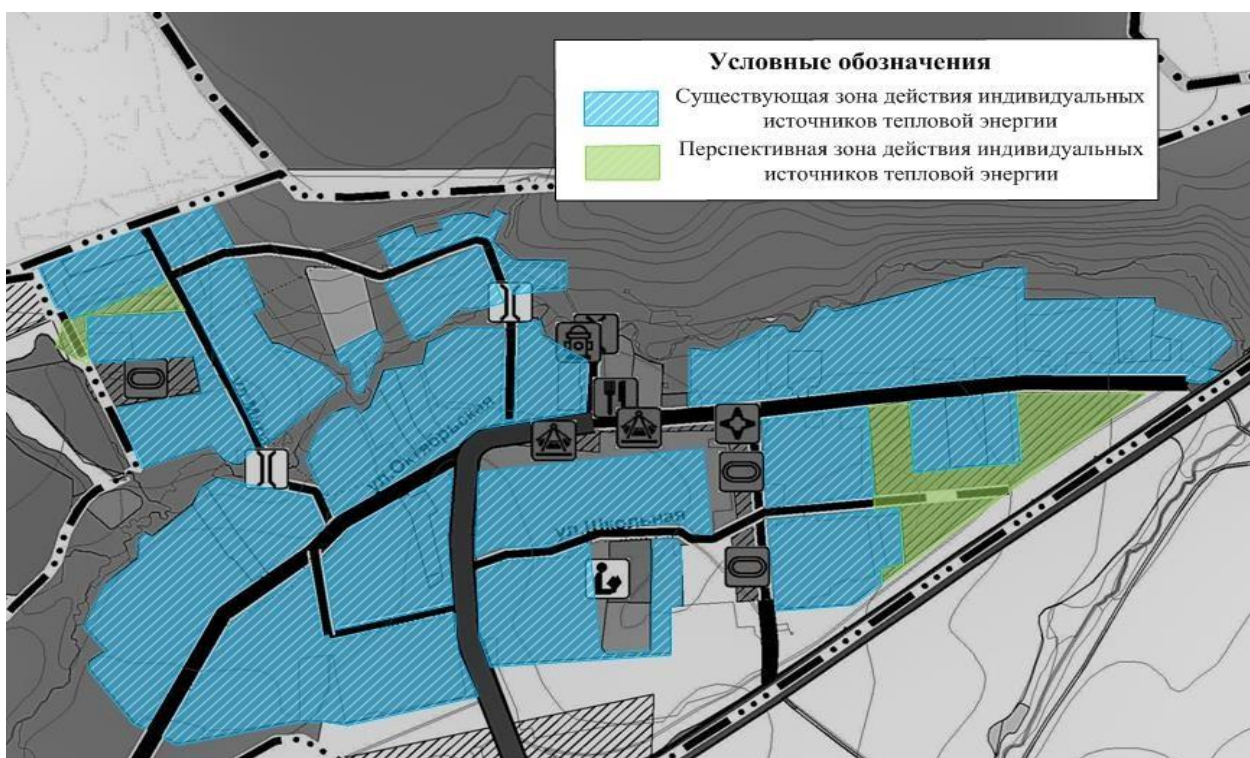 Условные обозначения
Существующая зона действия индивидуальных
источников тепловой энергии
Перспективная зона действия индивидуальных
источников тепловой энергии
ул.Октябрьская
ул.Школьная